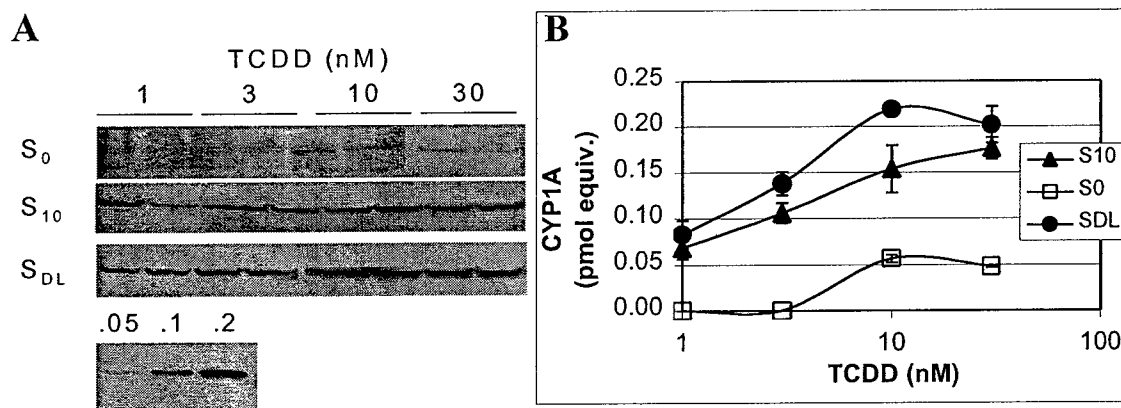 A
TCDD (nM)
1 3 10 30
S0
S10
SDL
.05 .1 .2
B
CYP1A
(pmol equiv.)
0.25
0.20
0.15
0.10
0.05
0.00
1 10 100
TCDD (nM)
S10
S0
SDL